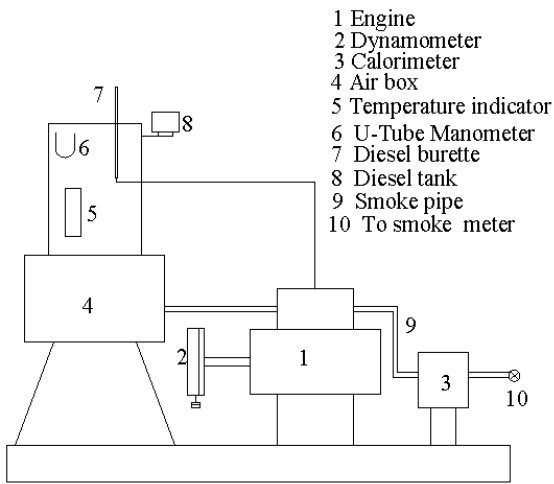 1 Engine
2 Dynamometer
3 Calorimeter
4 Air box
5 Temperature indicator
6 U-Tube Manometer
7 Diesel burette
8 Diesel tank
9 Smoke pipe
10 To smoke meter
7
8
6
5
4
9
2
1
3
10